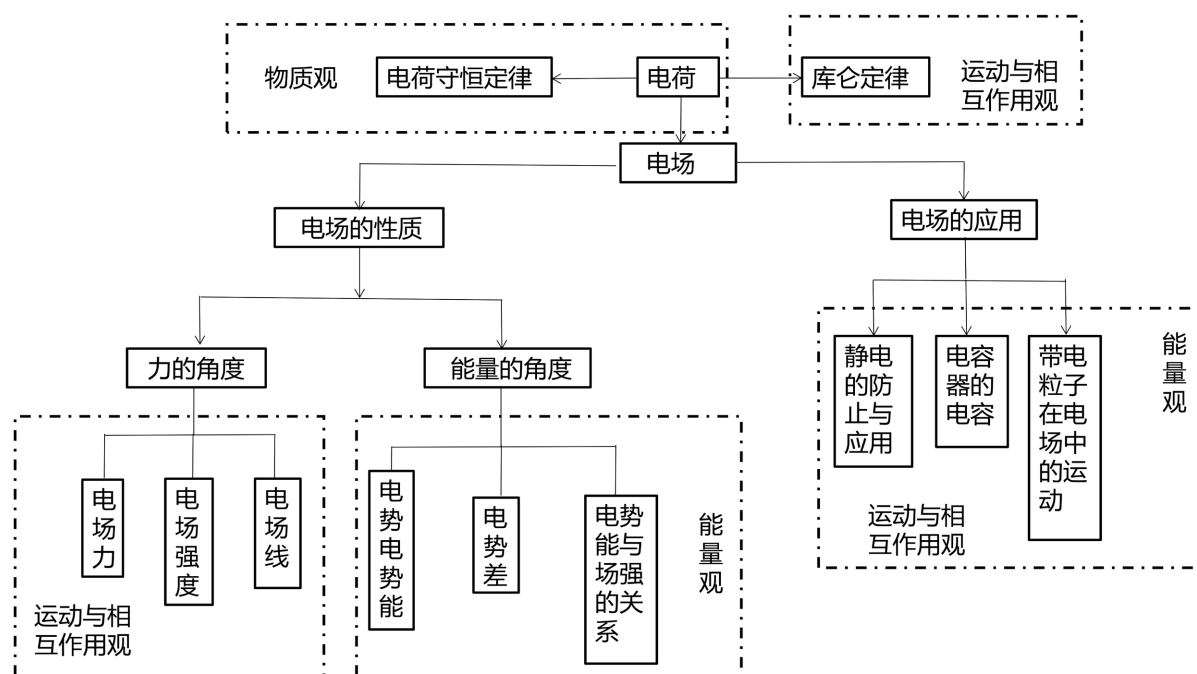 物质观
电荷守恒定律
电荷
库仑定律
运动与相
互作用观
电场
电场的性质
电场的应用
力的角度
能量的角度
静电
的防
止与
应用
电容
器的
电容
带电
粒子
在电
场中
的运
动
能
量
观
运动与相
互作用观
电
场
力
电
场
强
度
电
场
线
运动与相
互作用观
电
势
电
势
能
电
势
差
电势
能与
场强
的关
系
能
量
观